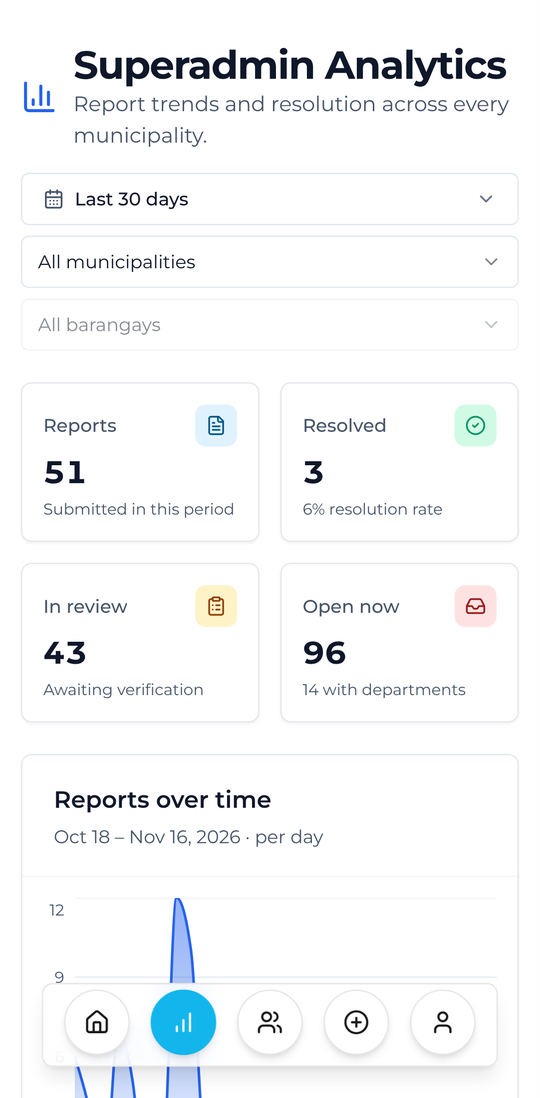 Superadmin Analytics
Report trends and resolution across every
municipality.
Last 30 days
All municipalities
All barangays
Reports
51
Submitted in this period
Resolved
3
6% resolution rate
In review
43
Awaiting verification
Open now
96
14 with departments
Reports over time
Oct 18 – Nov 16, 2026 · per day
12
9
6